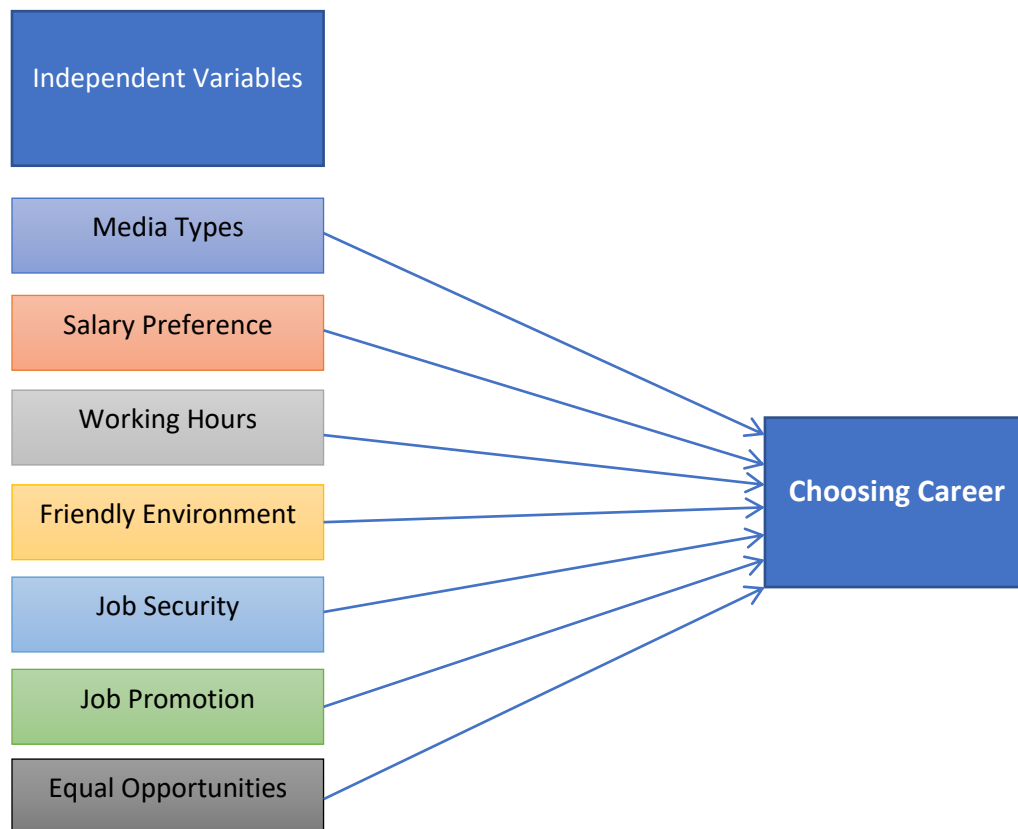 Independent Variables
Media Types
Salary Preference
Working Hours
Friendly Environment
Job Security
Job Promotion
Equal Opportunities
Choosing Career